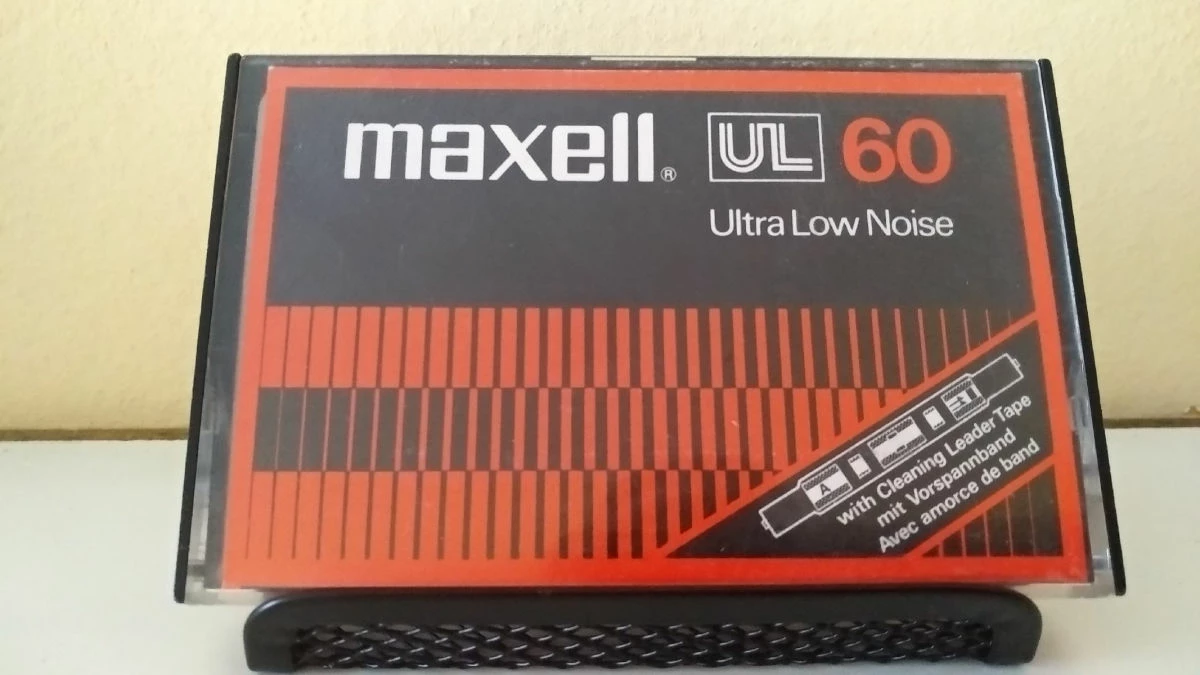 maxell® UL 60
Ultra Low Noise
A
with Cleaning Leader Tape
mit Vorspannband
Avec amorce de band